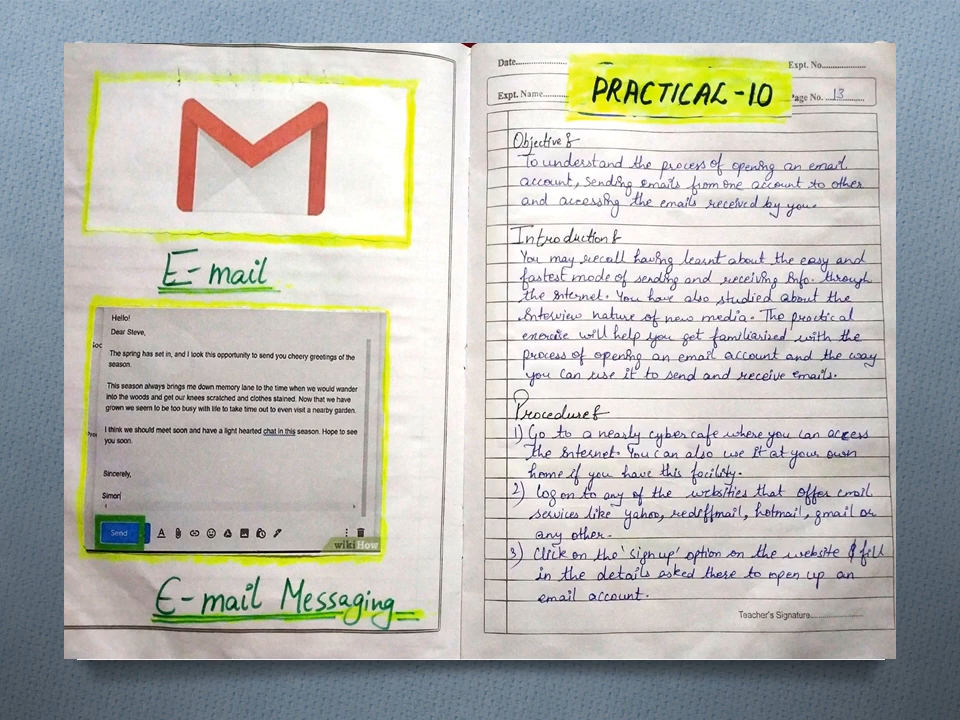 E-mail
Hello!
Dear Steve,
The spring has set in, and I look this opportunity to send you cheery greetings of the
season.
This season always brings me down memory lane to the time when we would wander
into the woods and get our knees scratched and clothes stained. Now that we have
grown we seem to be too busy with life to take time out to even visit a nearby garden.
I think we should meet soon and have a light hearted chat in this season. Hope to see
you soon.
Sincerely,
Simon
Send
wikiHow
E-mail Messaging
Date
Expt. No.
PRACTICAL-10
Expt. Name
Page No. 13
Objective:
To understand the process of opening an email
account, sending emails from one account to other
and accessing the emails received by you.
Introduction:
You may recall having learnt about the easy and
fastest mode of sending and receiving info. through
the internet. You have also studied about the
interview nature of new media. The practical
exercise will help you get familiarized with the
process of opening an email account and the way
you can use it to send and receive emails.
Procedure:
1) Go to a nearly cyber cafe where you can access
the internet. You can also use it at your own
home if you have this facility.
2) Log on to any of the websities that offer email
services like yahoo, rediffmail, hotmail, gmail or
any other.
3) Click on the 'sign up' option on the website & fill
in the details asked there to open up an
email account.
Teacher's Signature